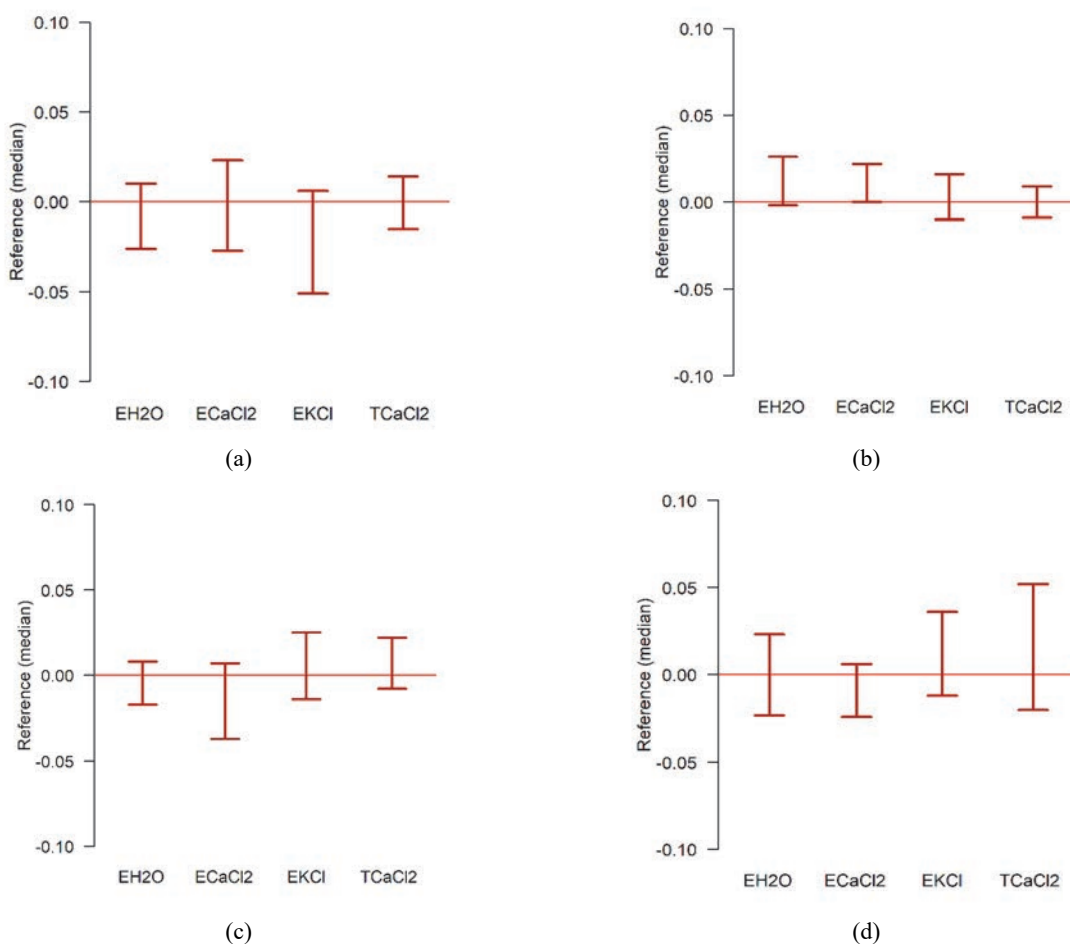 Reference (median)
0.10
0.05
0.00
-0.05
-0.10
EH2O ECaCl2 EKCl TCaCl2
(a)
Reference (median)
0.10
0.05
0.00
-0.05
-0.10
EH2O ECaCl2 EKCl TCaCl2
(b)
Reference (median)
0.10
0.05
0.00
-0.05
-0.10
EH2O ECaCl2 EKCl TCaCl2
(c)
Reference (median)
0.10
0.05
0.00
-0.05
-0.10
EH2O ECaCl2 EKCl TCaCl2
(d)